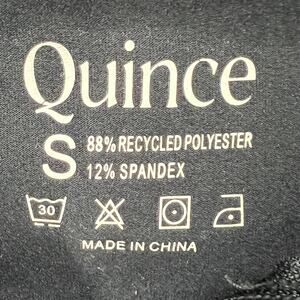 Quince
S 88% RECYCLED POLYESTER
12% SPANDEX
30
MADE IN CHINA